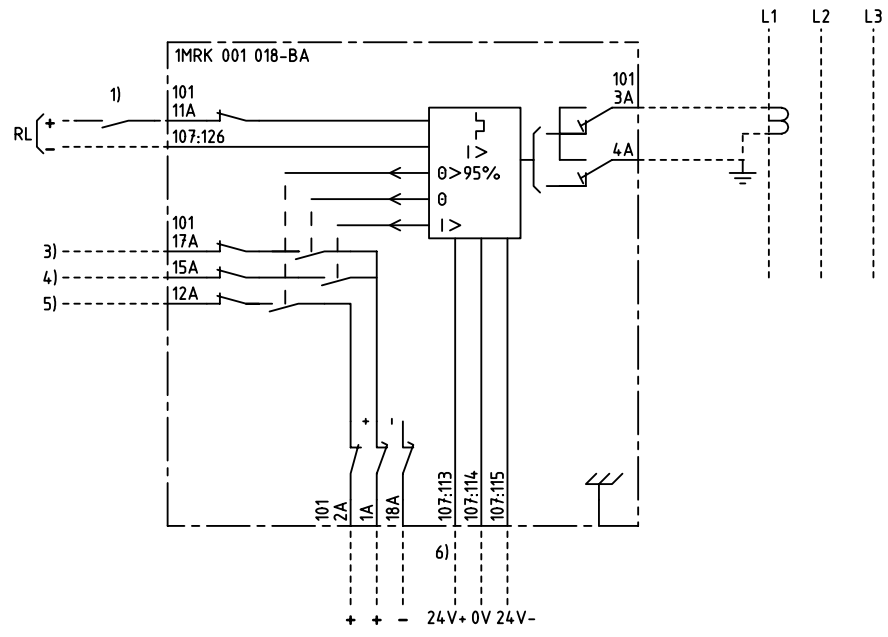 L1 L2 L3
1MRK 001 018-BA
1)
101
11A
RL
+
−
107:126
101
3A
4A
I>
0>95%
0
I>
101
17A
3)
15A
4)
12A
5)
+ -
101
2A
1A
18A
107:113
107:114
107:115
6)
+ + − 24V+ 0V 24V-